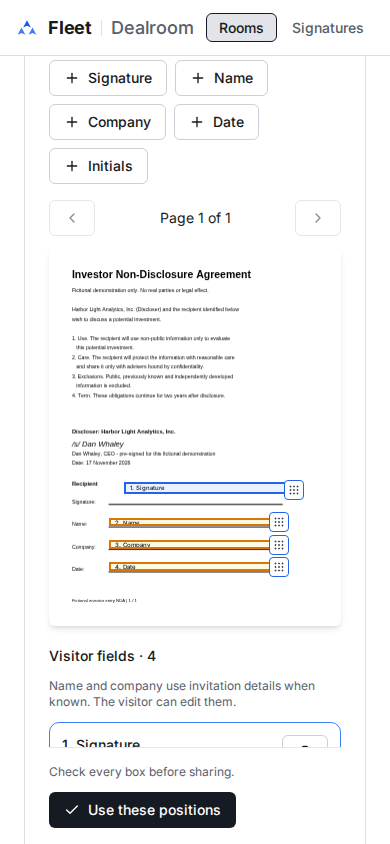 Fleet
Dealroom
Rooms
Signatures
Signature
Name
Company
Date
Initials
Page 1 of 1
Investor Non-Disclosure Agreement
Fictional demonstration only. No real parties or legal effect.
Harbor Light Analytics, Inc. (Discloser) and the recipient identified below
wish to discuss a potential investment.
1. Use. The recipient will use non-public information only to evaluate
this potential investment.
2. Care. The recipient will protect the information with reasonable care
and share it only with advisers bound by confidentiality.
3. Exclusions. Public, previously known and independently developed
information is excluded.
4. Term. These obligations continue for two years after disclosure.
Discloser: Harbor Light Analytics, Inc.
/s/ Dan Whaley
Dan Whaley, CEO - pre-signed for this fictional demonstration
Date: 17 November 2026
Recipient
1. Signature
Signature:
Name:
2. Name
Company:
3. Company
Date:
4. Date
Fictional investor entry NDA | 1 / 1
Visitor fields · 4
Name and company use invitation details when
known. The visitor can edit them.
1. Signature
Check every box before sharing.
Use these positions